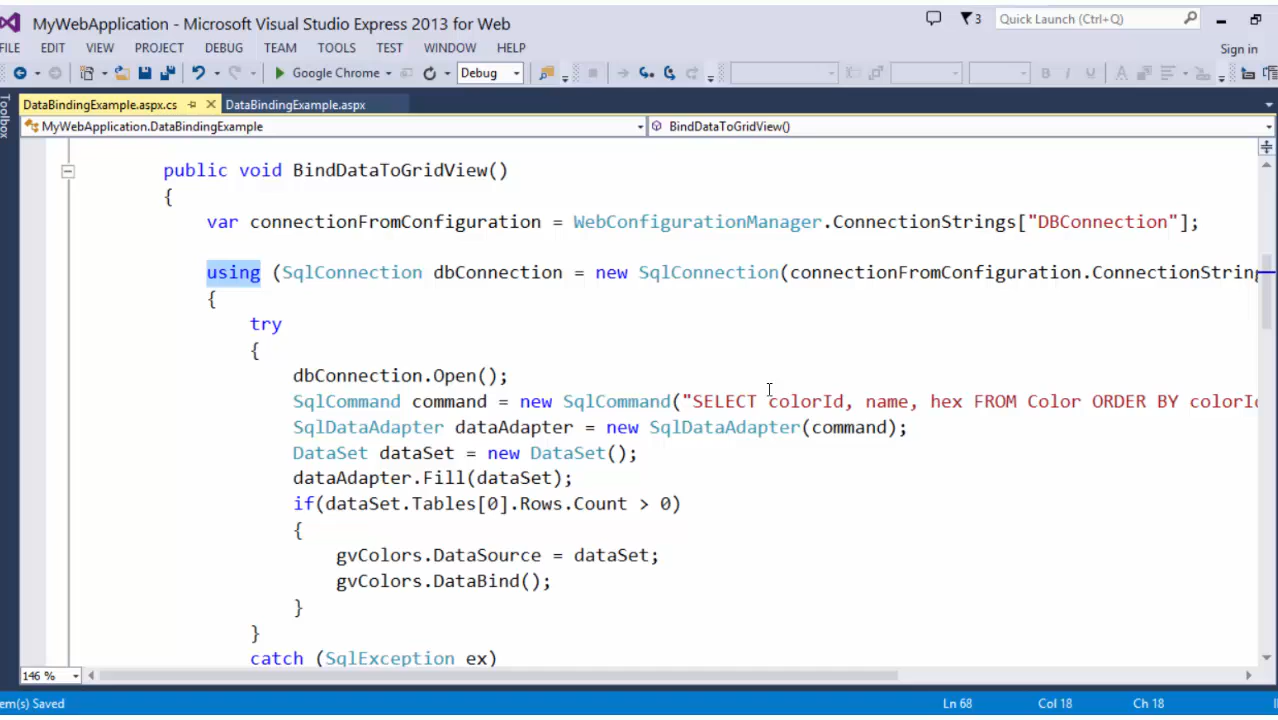 MyWebApplication - Microsoft Visual Studio Express 2013 for Web
3
Quick Launch (Ctrl+Q)
FILE EDIT VIEW PROJECT DEBUG TEAM TOOLS TEST WINDOW HELP
Sign in
Google Chrome
Debug
Toolbox
DataBindingExample.aspx.cs
DataBindingExample.aspx
MyWebApplication.DataBindingExample
BindDataToGridView()
public void BindDataToGridView()
{
var connectionFromConfiguration = WebConfigurationManager.ConnectionStrings["DBConnection"];
using (SqlConnection dbConnection = new SqlConnection(connectionFromConfiguration.ConnectionString
{
try
{
dbConnection.Open();
SqlCommand command = new SqlCommand("SELECT colorId, name, hex FROM Color ORDER BY colorId
SqlDataAdapter dataAdapter = new SqlDataAdapter(command);
DataSet dataSet = new DataSet();
dataAdapter.Fill(dataSet);
if(dataSet.Tables[0].Rows.Count > 0)
{
gvColors.DataSource = dataSet;
gvColors.DataBind();
}
}
catch (SqlException ex)
146 %
em(s) Saved
Ln 68
Col 18
Ch 18